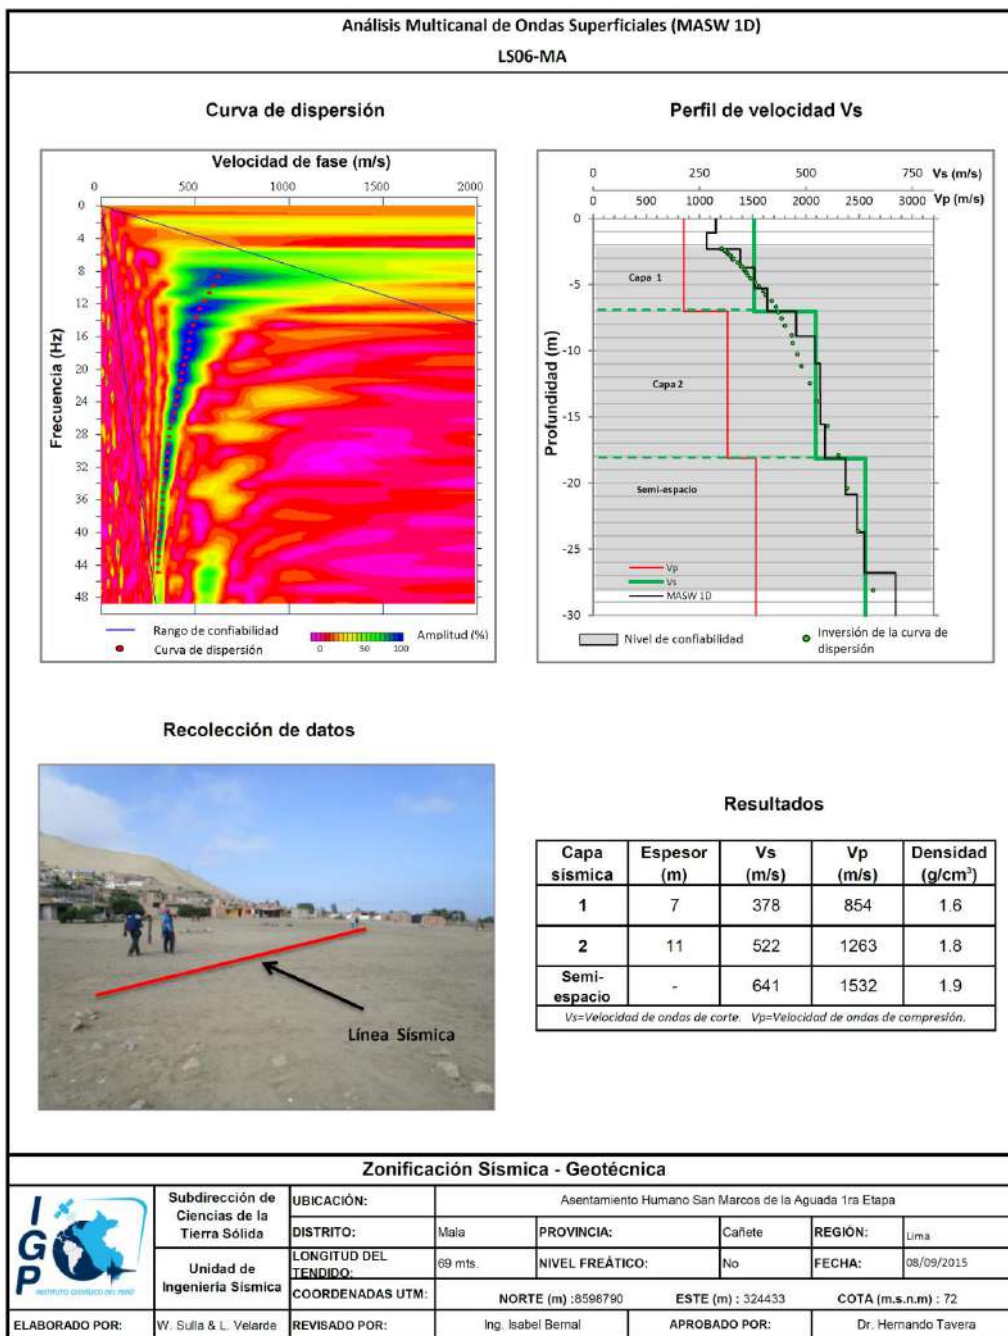 Análisis Multicanal de Ondas Superficiales (MASW 1D)
LS06-MA
Curva de dispersión
Velocidad de fase (m/s)
0 500 1000 1500 2000
Frecuencia (Hz)
0
4
8
12
16
20
24
28
32
36
40
44
48
Rango de confiabilidad
Curva de dispersión
Amplitud (%)
0 50 100
Perfil de velocidad Vs
0 250 500 750 Vs (m/s)
0 500 1000 1500 2000 2500 3000 Vp (m/s)
Profundidad (m)
0
-5
-10
-15
-20
-25
-30
Capa 1
Capa 2
Semi-espacio
Vp
Vs
MASW 1D
Nivel de confiabilidad
Inversión de la curva de
dispersión
Recolección de datos
Línea Sísmica
Resultados
Capa sísmica Espesor (m) Vs (m/s) Vp (m/s) Densidad (g/cm³)
1 7 378 854 1.6
2 11 522 1263 1.8
Semi-espacio - 641 1532 1.9
Vs=Velocidad de ondas de corte. Vp=Velocidad de ondas de compresión.
Zonificación Sísmica - Geotécnica
IGP
INSTITUTO GEOFÍSICO DEL PERÚ
Subdirección de
Ciencias de la
Tierra Sólida
Unidad de
Ingeniería Sísmica
UBICACIÓN: Asentamiento Humano San Marcos de la Aguada 1ra Etapa
DISTRITO: Mala PROVINCIA: Cañete REGIÓN: Lima
LONGITUD DEL TENDIDO: 69 mts. NIVEL FREÁTICO: No FECHA: 08/09/2015
COORDENADAS UTM: NORTE (m) :8598790 ESTE (m) : 324433 COTA (m.s.n.m) : 72
ELABORADO POR: W. Sulla & L. Velarde REVISADO POR: Ing. Isabel Bernal APROBADO POR: Dr. Hernando Tavera